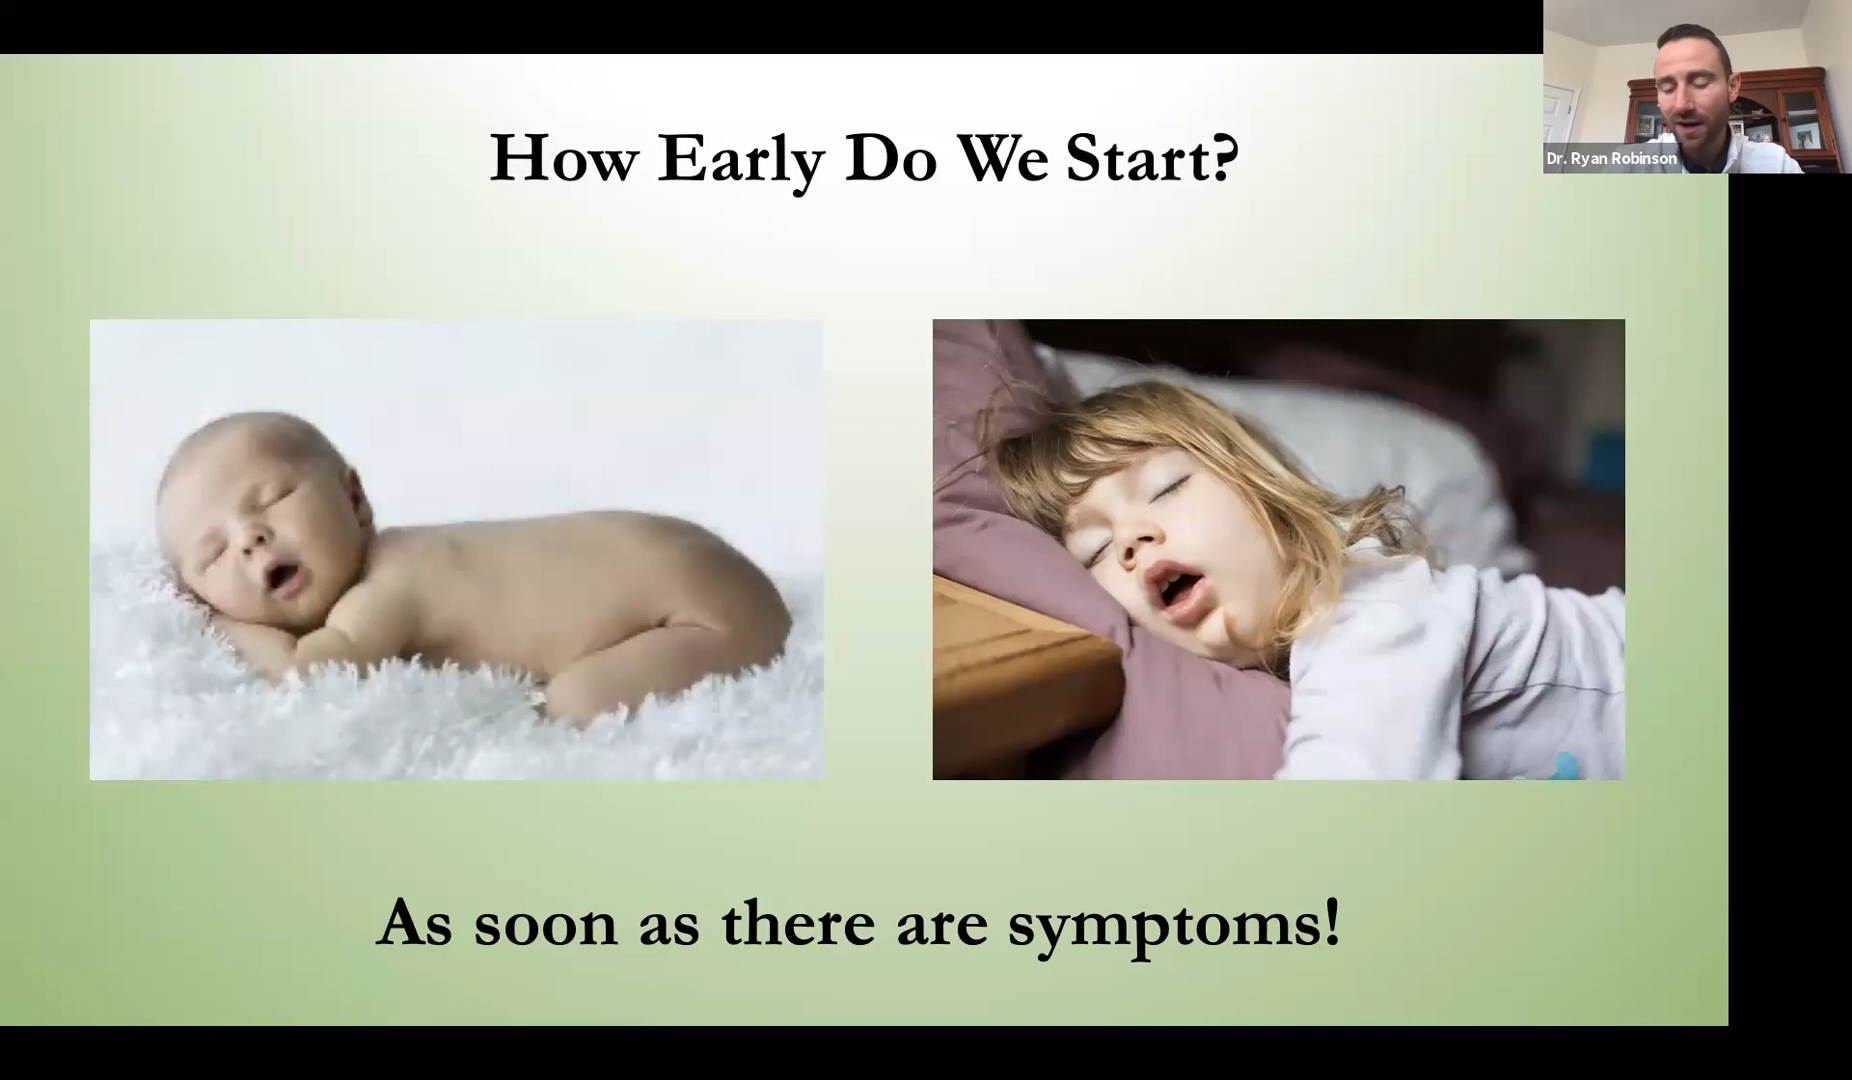 How Early Do We Start?
Dr. Ryan Robinson
As soon as there are symptoms!